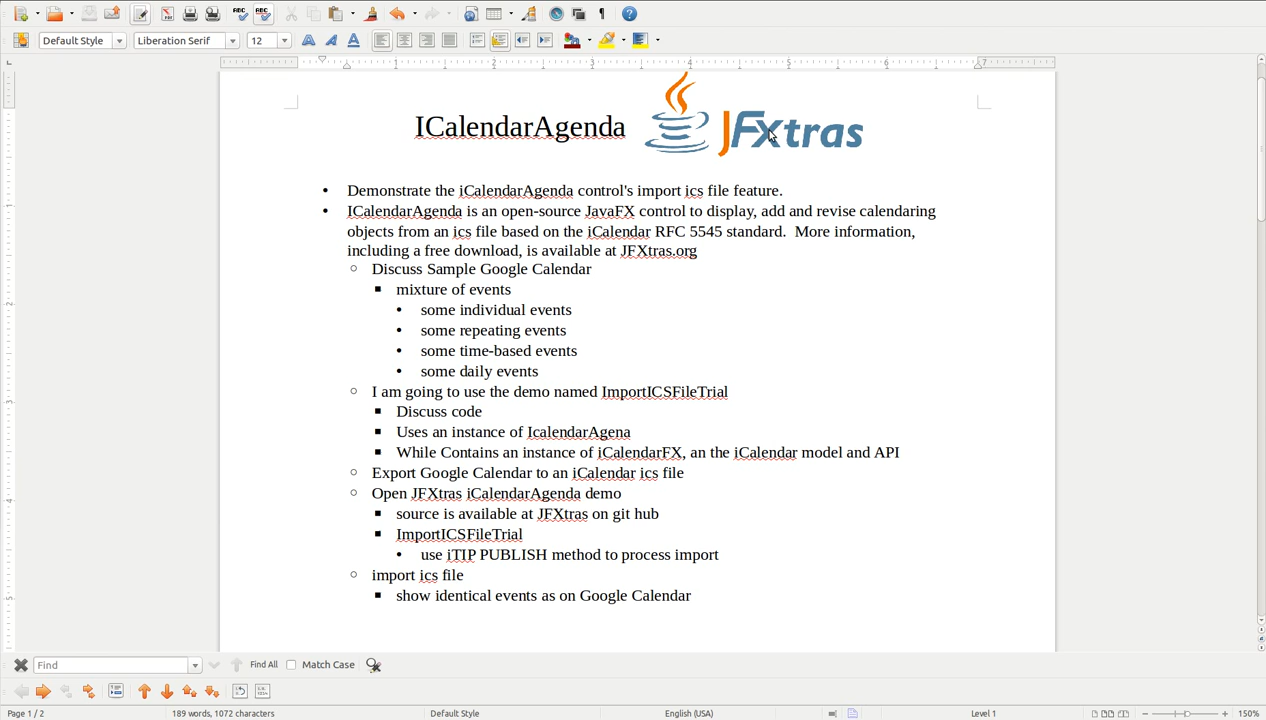 Default Style
Liberation Serif
12
1 2 3 4 5 6 7
ICalendarAgenda
JFXtras
• Demonstrate the iCalendarAgenda control's import ics file feature.
• ICalendarAgenda is an open-source JavaFX control to display, add and revise calendaring
objects from an ics file based on the iCalendar RFC 5545 standard.  More information,
including a free download, is available at JFXtras.org
○ Discuss Sample Google Calendar
■ mixture of events
• some individual events
• some repeating events
• some time-based events
• some daily events
○ I am going to use the demo named ImportICSFileTrial
■ Discuss code
■ Uses an instance of IcalendarAgena
■ While Contains an instance of iCalendarFX, an the iCalendar model and API
○ Export Google Calendar to an iCalendar ics file
○ Open JFXtras iCalendarAgenda demo
■ source is available at JFXtras on git hub
■ ImportICSFileTrial
• use iTIP PUBLISH method to process import
○ import ics file
■ show identical events as on Google Calendar
Find
Find All
Match Case
Page 1 / 2
189 words, 1072 characters
Default Style
English (USA)
Level 1
150%